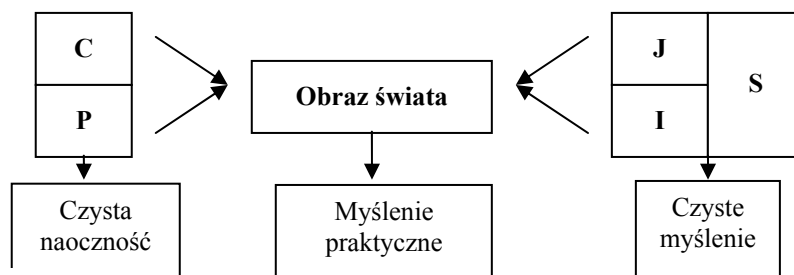 C
P
Obraz świata
J
I
S
Czysta
naoczność
Myślenie
praktyczne
Czyste
myślenie